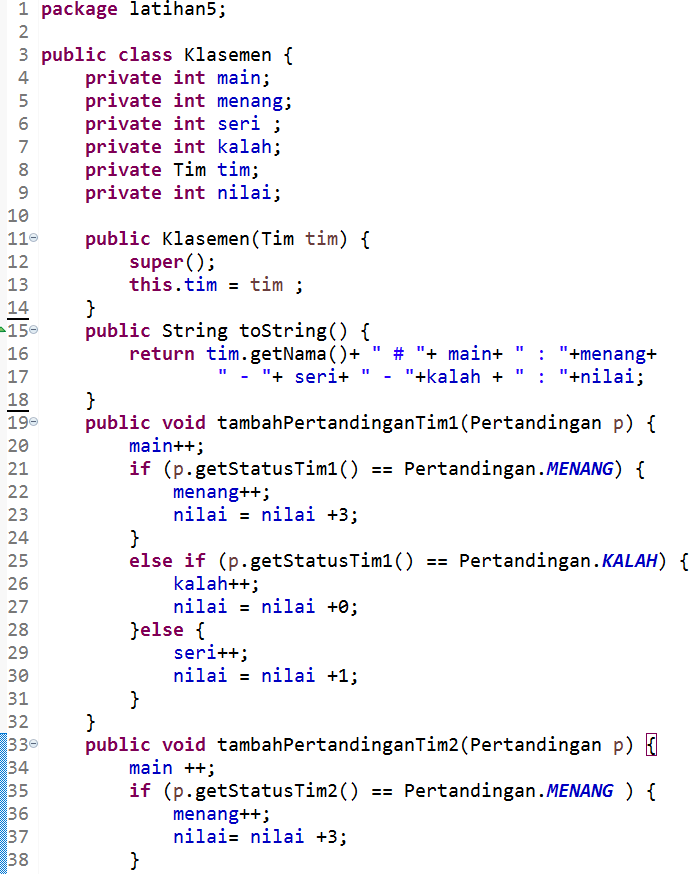 1 package latihan5;
2
3 public class Klasemen {
4     private int main;
5     private int menang;
6     private int seri ;
7     private int kalah;
8     private Tim tim;
9     private int nilai;
10
11     public Klasemen(Tim tim) {
12         super();
13         this.tim = tim ;
14     }
15     public String toString() {
16         return tim.getNama()+ " # "+ main+ " : "+menang+
17                 " - "+ seri+ " - "+kalah + " : "+nilai;
18     }
19     public void tambahPertandinganTim1(Pertandingan p) {
20         main++;
21         if (p.getStatusTim1() == Pertandingan.MENANG) {
22             menang++;
23             nilai = nilai +3;
24         }
25         else if (p.getStatusTim1() == Pertandingan.KALAH) {
26             kalah++;
27             nilai = nilai +0;
28         }else {
29             seri++;
30             nilai = nilai +1;
31         }
32     }
33     public void tambahPertandinganTim2(Pertandingan p) {
34         main ++;
35         if (p.getStatusTim2() == Pertandingan.MENANG ) {
36             menang++;
37             nilai= nilai +3;
38         }